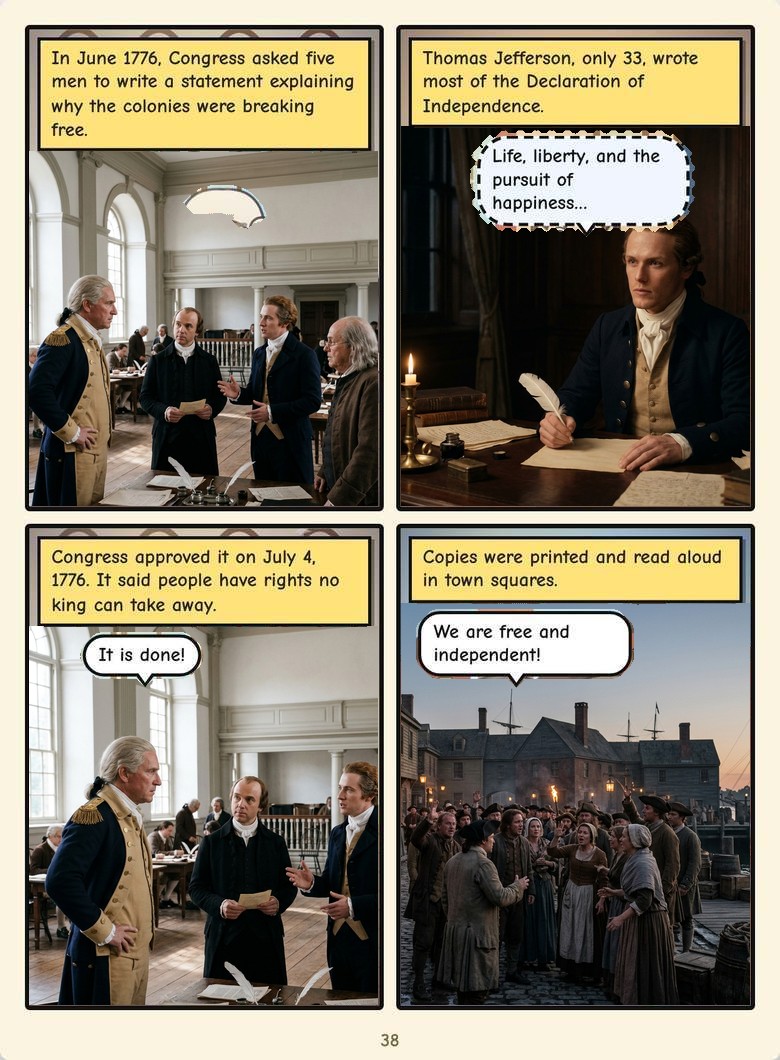 In June 1776, Congress asked five
men to write a statement explaining
why the colonies were breaking
free.
Thomas Jefferson, only 33, wrote
most of the Declaration of
Independence.
Life, liberty, and the
pursuit of
happiness...
Congress approved it on July 4,
1776. It said people have rights no
king can take away.
It is done!
Copies were printed and read aloud
in town squares.
We are free and
independent!
38